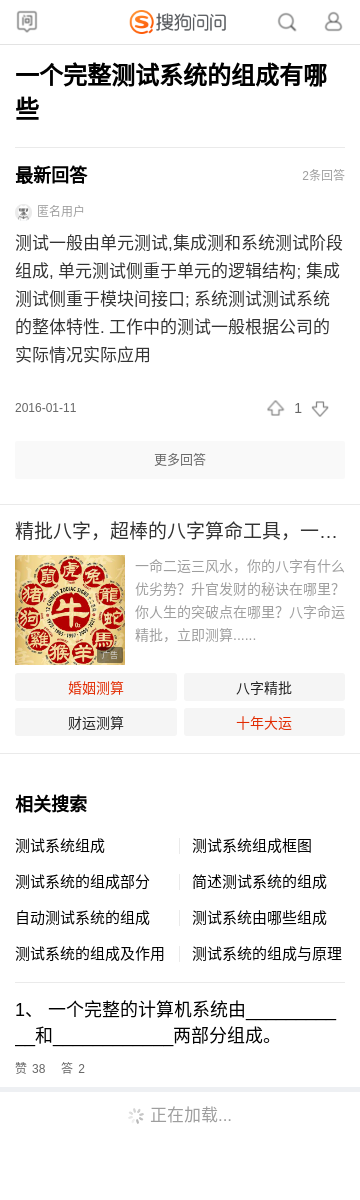 问
搜狗问问
一个完整测试系统的组成有哪
些
最新回答
2条回答
匿名用户
测试一般由单元测试,集成测和系统测试阶段
组成, 单元测试侧重于单元的逻辑结构; 集成
测试侧重于模块间接口; 系统测试测试系统
的整体特性. 工作中的测试一般根据公司的
实际情况实际应用
2016-01-11
1
更多回答
精批八字，超棒的八字算命工具，一…
一命二运三风水，你的八字有什么
优劣势？升官发财的秘诀在哪里？
你人生的突破点在哪里？八字命运
精批，立即测算......
鼠
虎
兔
龍
蛇
馬
羊
猴
雞
狗
猪
牛
广告
婚姻测算
八字精批
财运测算
十年大运
相关搜索
测试系统组成
测试系统组成框图
测试系统的组成部分
简述测试系统的组成
自动测试系统的组成
测试系统由哪些组成
测试系统的组成及作用
测试系统的组成与原理
1、 一个完整的计算机系统由_________
__和____________两部分组成。
赞 38 答 2
正在加载...